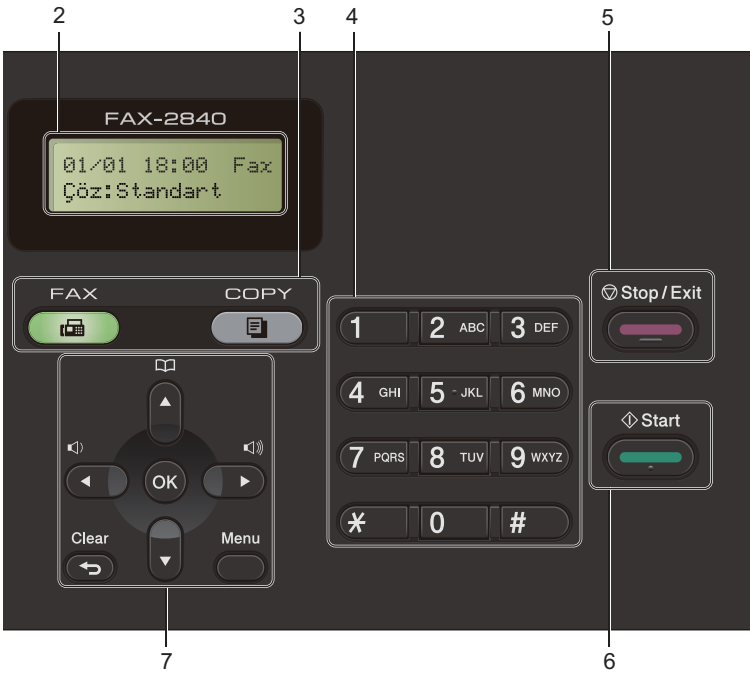 2
3
4
5
FAX-2840
01/01 18:00 Fax
Çöz:Standart
FAX
COPY
Stop / Exit
1
2 ABC
3 DEF
4 GHI
5 JKL
6 MNO
Start
7 PQRS
8 TUV
9 WXYZ
OK
Clear
Menu
* 0 #
7
6